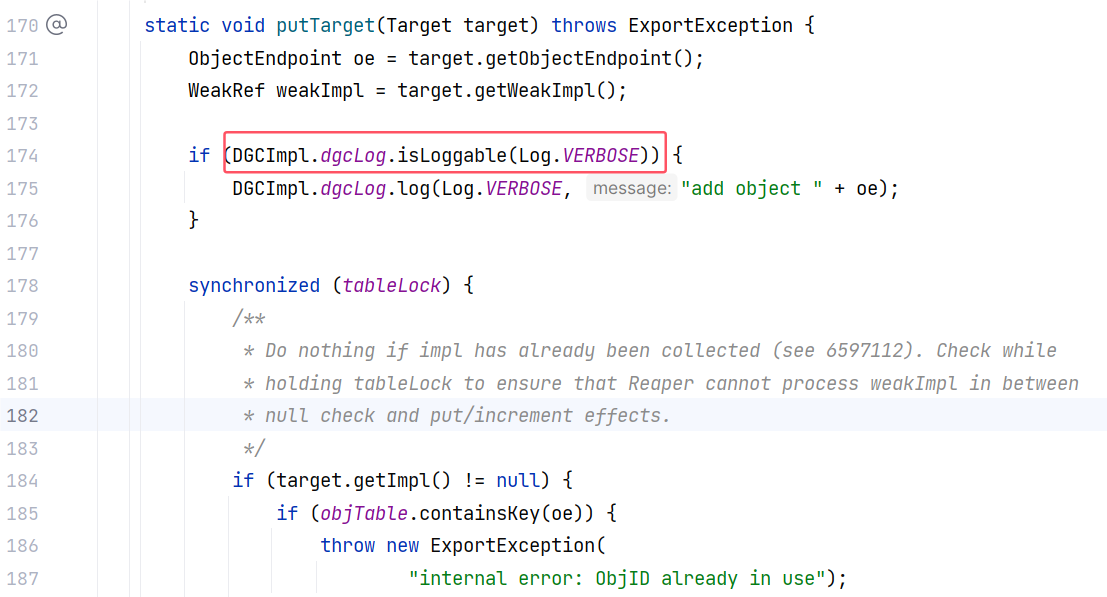 170 @ static void putTarget(Target target) throws ExportException {
171 ObjectEndpoint oe = target.getObjectEndpoint();
172 WeakRef weakImpl = target.getWeakImpl();
173
174 if (DGCImpl.dgcLog.isLoggable(Log.VERBOSE)) {
175 DGCImpl.dgcLog.log(Log.VERBOSE, message: "add object " + oe);
176 }
177
178 synchronized (tableLock) {
179 /**
180 * Do nothing if impl has already been collected (see 6597112). Check while
181 * holding tableLock to ensure that Reaper cannot process weakImpl in between
182 * null check and put/increment effects.
183 */
184 if (target.getImpl() != null) {
185 if (objTable.containsKey(oe)) {
186 throw new ExportException(
187 "internal error: ObjID already in use");